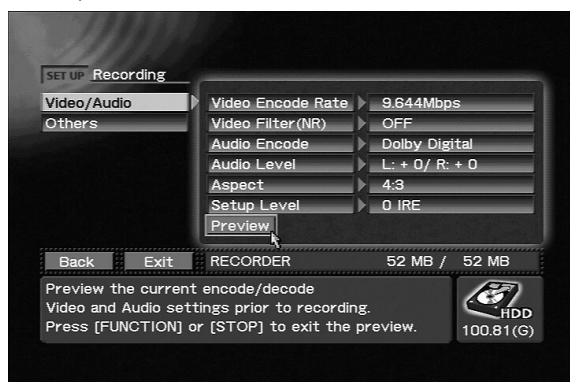 SET UP Recording
Video/Audio
Others
Video Encode Rate 9.644Mbps
Video Filter(NR) OFF
Audio Encode Dolby Digital
Audio Level L: + 0/ R: + 0
Aspect 4:3
Setup Level 0 IRE
Preview
Back Exit RECORDER 52 MB / 52 MB
Preview the current encode/decode
Video and Audio settings prior to recording.
Press [FUNCTION] or [STOP] to exit the preview.
HDD
100.81(G)